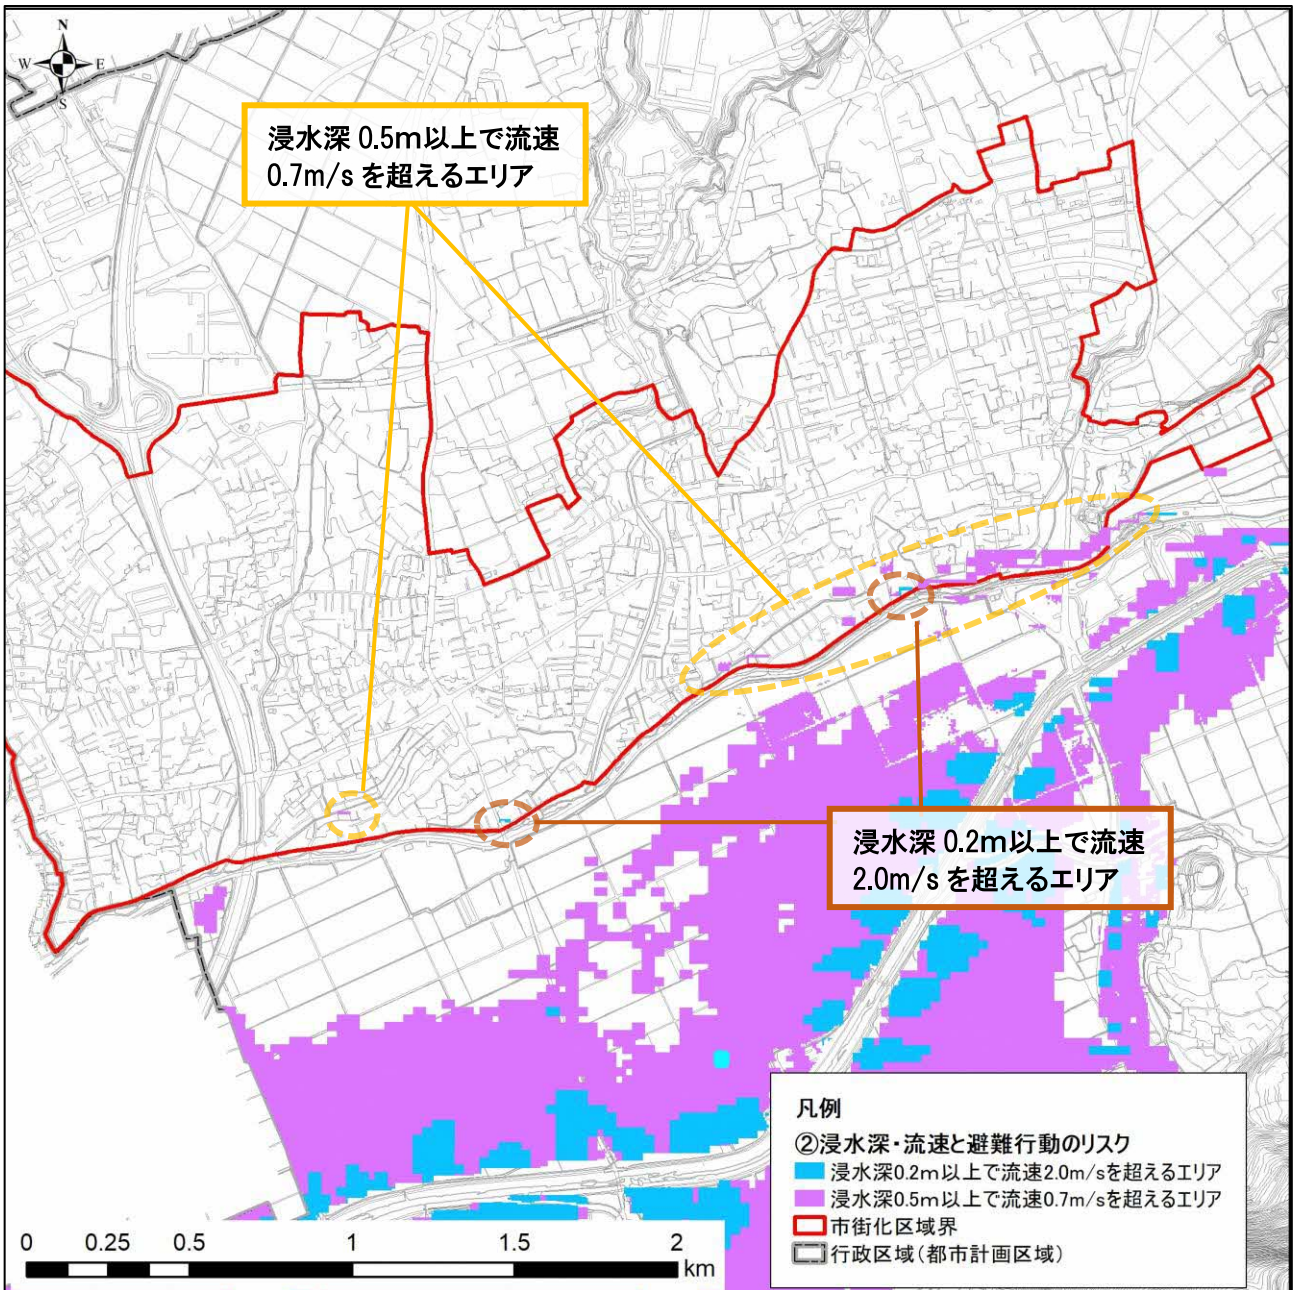 N
W E
S
浸水深 0.5m以上で流速
0.7m/s を超えるエリア
浸水深 0.2m以上で流速
2.0m/s を超えるエリア
凡例
②浸水深・流速と避難行動のリスク
浸水深0.2m以上で流速2.0m/sを超えるエリア
浸水深0.5m以上で流速0.7m/sを超えるエリア
市街化区域界
行政区域(都市計画区域)
0 0.25 0.5 1 1.5 2
km